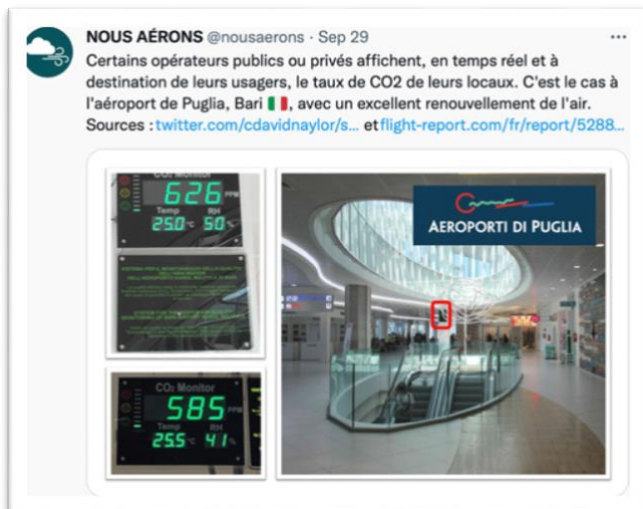 NOUS AÉRONS @nousaerons · Sep 29
Certains opérateurs publics ou privés affichent, en temps réel et à
destination de leurs usagers, le taux de CO2 de leurs locaux. C'est le cas à
l'aéroport de Puglia, Bari 🇮🇹, avec un excellent renouvellement de l'air.
Sources : twitter.com/cdavidnaylor/s... et flight-report.com/fr/report/5288...
CO2 Monitor
626 PPM
Temp RH
25.0 °C 50 %
CO2 Monitor
585 PPM
Temp RH
25.5 °C 41 %
AEROPORTI DI PUGLIA